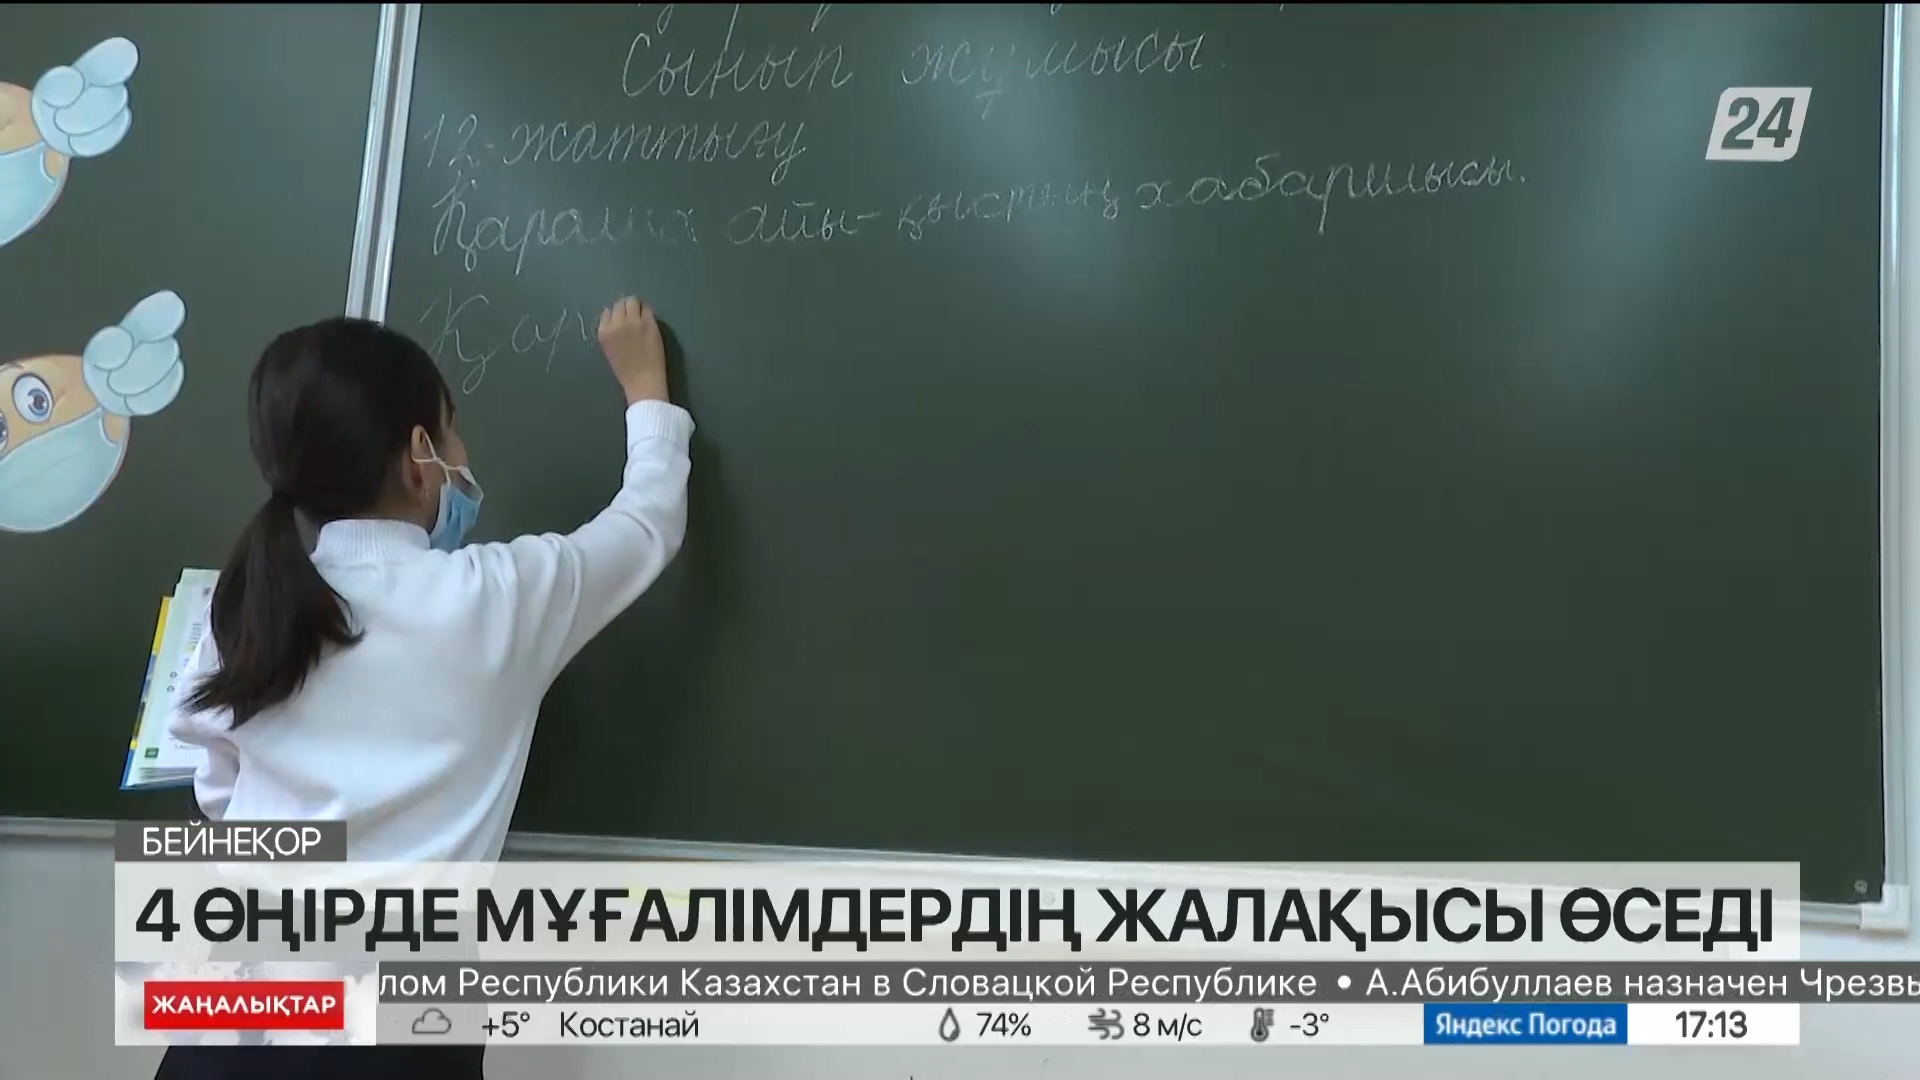 Сынып жұмысы.
24
12-жаттығу
Қараша айы - қыстың хабаршысы.
Қар
БЕЙНЕҚОР
4 ӨҢІРДЕ МҰҒАЛІМДЕРДІҢ ЖАЛАҚЫСЫ ӨСЕДІ
лом Республики Казахстан в Словацкой Республике • А.Абибуллаев назначен Чрезвы
ЖАҢАЛЫҚТАР
+5° Костанай 74% 8 м/с -3° Яндекс Погода 17:13